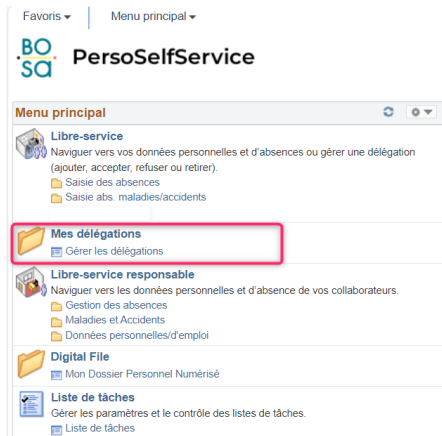 Favoris
Menu principal
BO
SA
PersoSelfService
Menu principal
Libre-service
Naviguer vers vos données personnelles et d'absences ou gérer une délégation
(ajouter, accepter, refuser ou retirer).
Saisie des absences
Saisie abs. maladies/accidents
Mes délégations
Gérer les délégations
Libre-service responsable
Naviguer vers les données personnelles et d'absence de vos collaborateurs.
Gestion des absences
Maladies et Accidents
Données personnelles/d'emploi
Digital File
Mon Dossier Personnel Numérisé
Liste de tâches
Gérer les paramètres et le contrôle des listes de tâches.
Liste de tâches